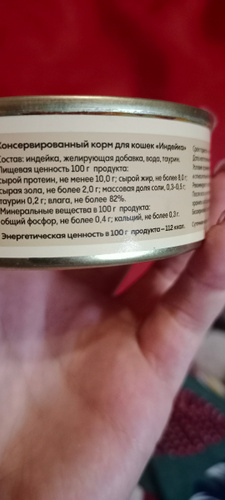 Консервированный корм для кошек «Индейка»
Состав: индейка, желирующая добавка, вода, таурин.
Пищевая ценность 100 г продукта:
сырой протеин, не менее 10,0 г; сырой жир, не более 8,0 г;
сырая зола, не более 2,0 г; массовая доля соли, 0,3-0,5 г;
таурин 0,2 г; влага, не более 82%.
Минеральные вещества в 100 г продукта:
общий фосфор, не более 0,4 г; кальций, не более 0,3 г.
Энергетическая ценность в 100 г продукта – 112 ккал.